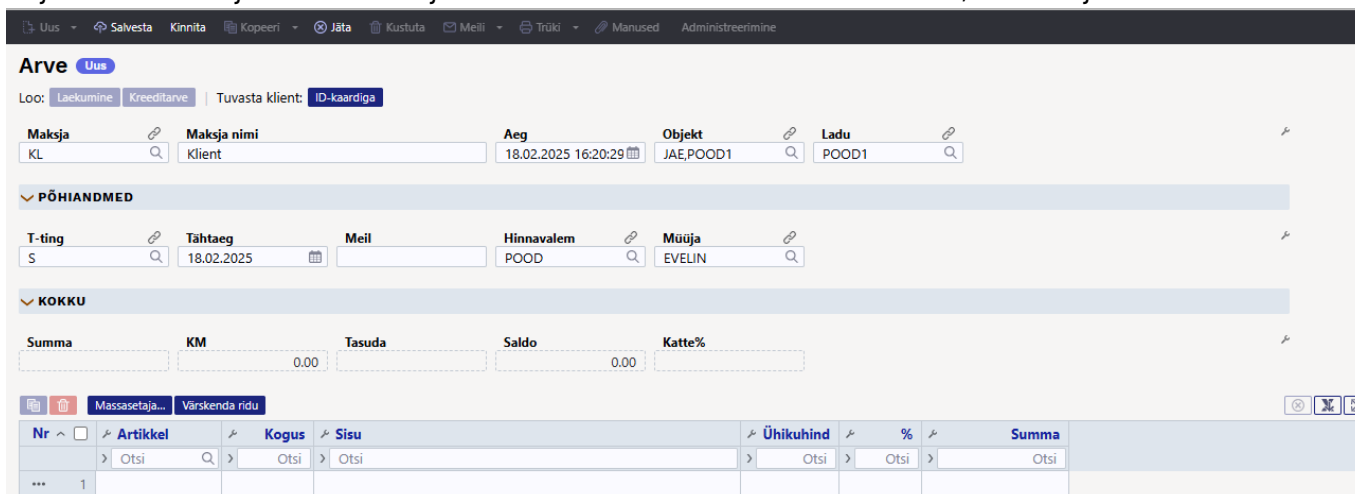 Uus Salvesta Kinnita Kopeeri Jäta Kustuta Meili Trüki Manused Administreerimine
Arve Uus
Loo: Laekumine Kreeditarve | Tuvasta klient: ID-kaardiga
Maksja Maksja nimi Aeg Objekt Ladu
KL Klient 18.02.2025 16:20:29 JAE,POOD1 POOD1
PÕHIANDMED
T-ting Tähtaeg Meil Hinnavalem Müüja
S 18.02.2025 POOD EVELIN
KOKKU
Summa KM Tasuda Saldo Katte%
0.00 0.00
Massasetaja... Värskenda ridu
Nr Artikkel Kogus Sisu Ühikuhind % Summa
Otsi Otsi Otsi Otsi Otsi Otsi
... 1